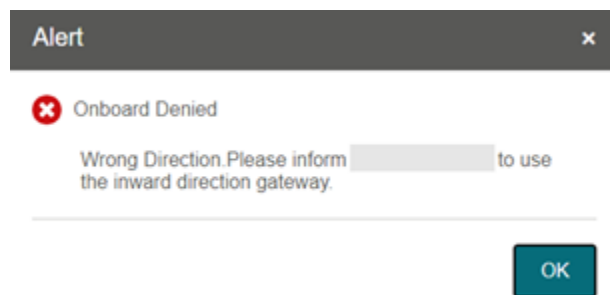 Alert ×
Onboard Denied
Wrong Direction.Please inform to use
the inward direction gateway.
OK